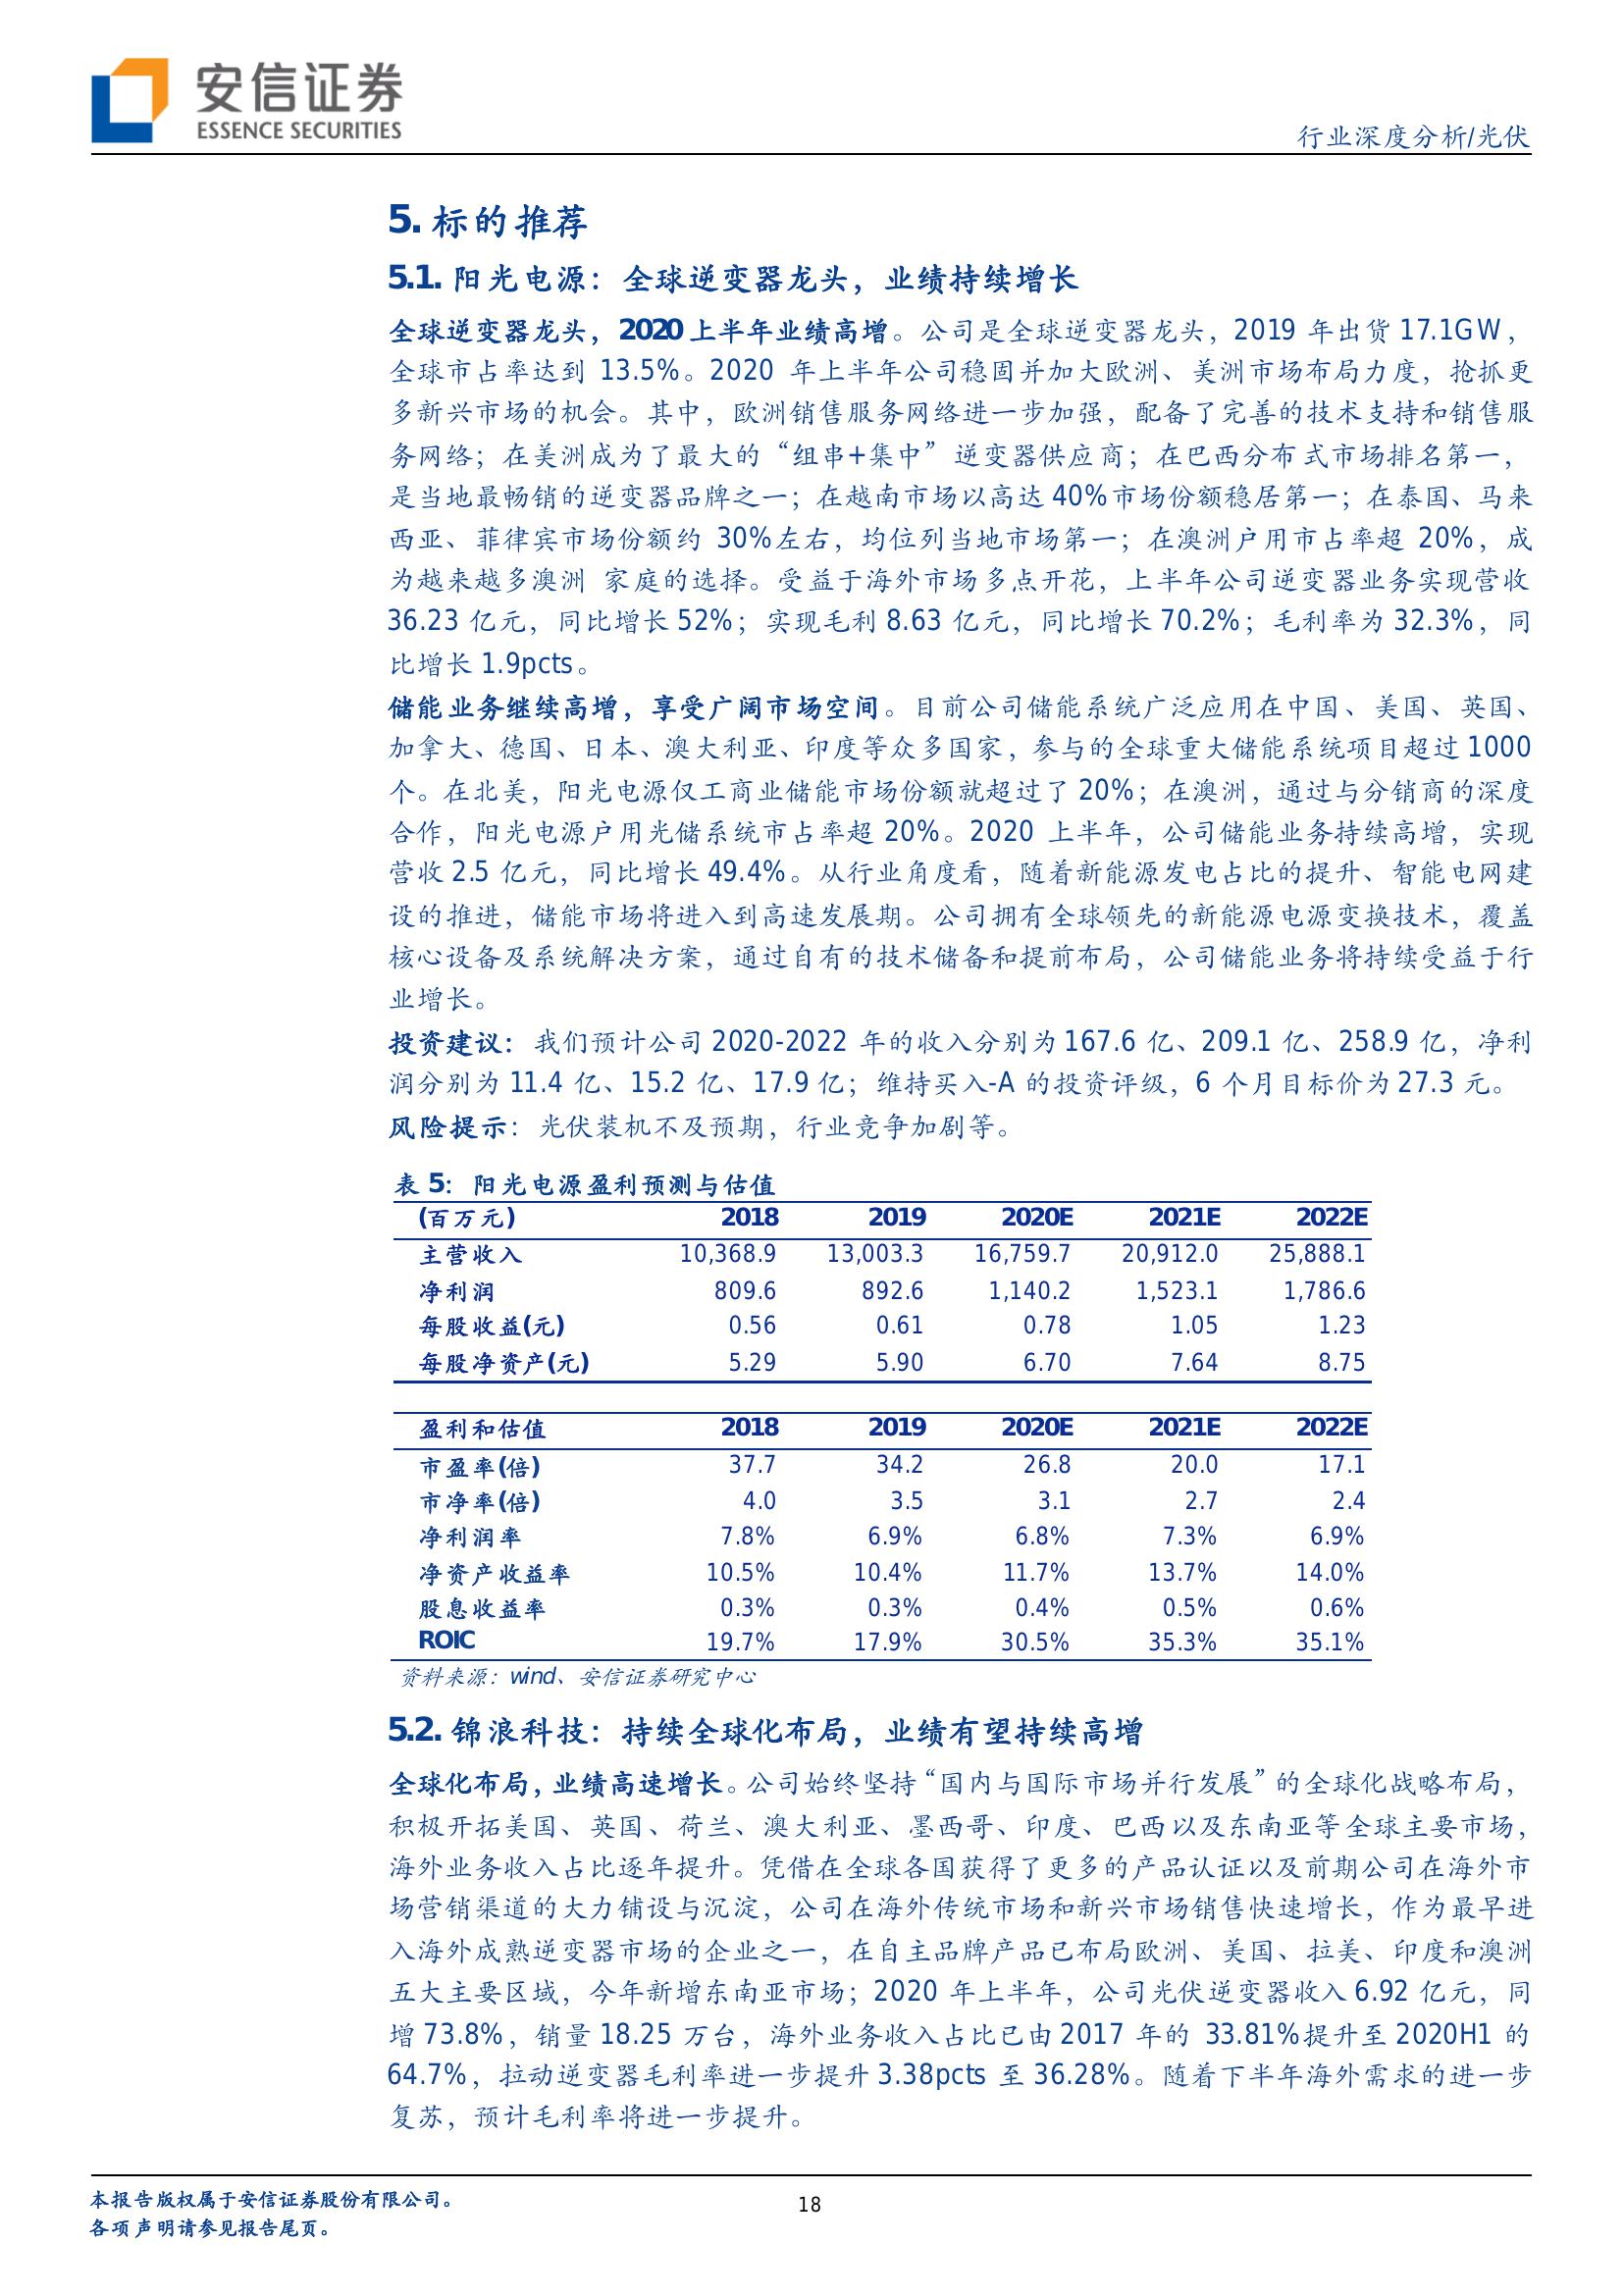 安信证券
ESSENCE SECURITIES
行业深度分析/光伏
5. 标的推荐
5.1. 阳光电源：全球逆变器龙头，业绩持续增长
全球逆变器龙头，2020 上半年业绩高增。公司是全球逆变器龙头，2019 年出货 17.1GW，
全球市占率达到 13.5%。2020 年上半年公司稳固并加大欧洲、美洲市场布局力度，抢抓更
多新兴市场的机会。其中，欧洲销售服务网络进一步加强，配备了完善的技术支持和销售服
务网络；在美洲成为了最大的“组串+集中”逆变器供应商；在巴西分布式市场排名第一，
是当地最畅销的逆变器品牌之一；在越南市场以高达 40%市场份额稳居第一；在泰国、马来
西亚、菲律宾市场份额约 30%左右，均位列当地市场第一；在澳洲户用市占率超 20%，成
为越来越多澳洲 家庭的选择。受益于海外市场多点开花，上半年公司逆变器业务实现营收
36.23 亿元，同比增长 52%；实现毛利 8.63 亿元，同比增长 70.2%；毛利率为 32.3%，同
比增长 1.9pcts。
储能业务继续高增，享受广阔市场空间。目前公司储能系统广泛应用在中国、美国、英国、
加拿大、德国、日本、澳大利亚、印度等众多国家，参与的全球重大储能系统项目超过 1000
个。在北美，阳光电源仅工商业储能市场份额就超过了 20%；在澳洲，通过与分销商的深度
合作，阳光电源户用光储系统市占率超 20%。2020 上半年，公司储能业务持续高增，实现
营收 2.5 亿元，同比增长 49.4%。从行业角度看，随着新能源发电占比的提升、智能电网建
设的推进，储能市场将进入到高速发展期。公司拥有全球领先的新能源电源变换技术，覆盖
核心设备及系统解决方案，通过自有的技术储备和提前布局，公司储能业务将持续受益于行
业增长。
投资建议：我们预计公司 2020-2022 年的收入分别为 167.6 亿、209.1 亿、258.9 亿，净利
润分别为 11.4 亿、15.2 亿、17.9 亿；维持买入-A 的投资评级，6 个月目标价为 27.3 元。
风险提示：光伏装机不及预期，行业竞争加剧等。
表 5：阳光电源盈利预测与估值
(百万元) 2018 2019 2020E 2021E 2022E
主营收入 10,368.9 13,003.3 16,759.7 20,912.0 25,888.1
净利润 809.6 892.6 1,140.2 1,523.1 1,786.6
每股收益(元) 0.56 0.61 0.78 1.05 1.23
每股净资产(元) 5.29 5.90 6.70 7.64 8.75
盈利和估值 2018 2019 2020E 2021E 2022E
市盈率(倍) 37.7 34.2 26.8 20.0 17.1
市净率(倍) 4.0 3.5 3.1 2.7 2.4
净利润率 7.8% 6.9% 6.8% 7.3% 6.9%
净资产收益率 10.5% 10.4% 11.7% 13.7% 14.0%
股息收益率 0.3% 0.3% 0.4% 0.5% 0.6%
ROIC 19.7% 17.9% 30.5% 35.3% 35.1%
资料来源：wind、安信证券研究中心
5.2. 锦浪科技：持续全球化布局，业绩有望持续高增
全球化布局，业绩高速增长。公司始终坚持“国内与国际市场并行发展”的全球化战略布局，
积极开拓美国、英国、荷兰、澳大利亚、墨西哥、印度、巴西以及东南亚等全球主要市场，
海外业务收入占比逐年提升。凭借在全球各国获得了更多的产品认证以及前期公司在海外市
场营销渠道的大力铺设与沉淀，公司在海外传统市场和新兴市场销售快速增长，作为最早进
入海外成熟逆变器市场的企业之一，在自主品牌产品已布局欧洲、美国、拉美、印度和澳洲
五大主要区域，今年新增东南亚市场；2020 年上半年，公司光伏逆变器收入 6.92 亿元，同
增 73.8%，销量 18.25 万台，海外业务收入占比已由 2017 年的 33.81%提升至 2020H1 的
64.7%，拉动逆变器毛利率进一步提升 3.38pcts 至 36.28%。随着下半年海外需求的进一步
复苏，预计毛利率将进一步提升。
本报告版权属于安信证券股份有限公司。
各项声明请参见报告尾页。
18